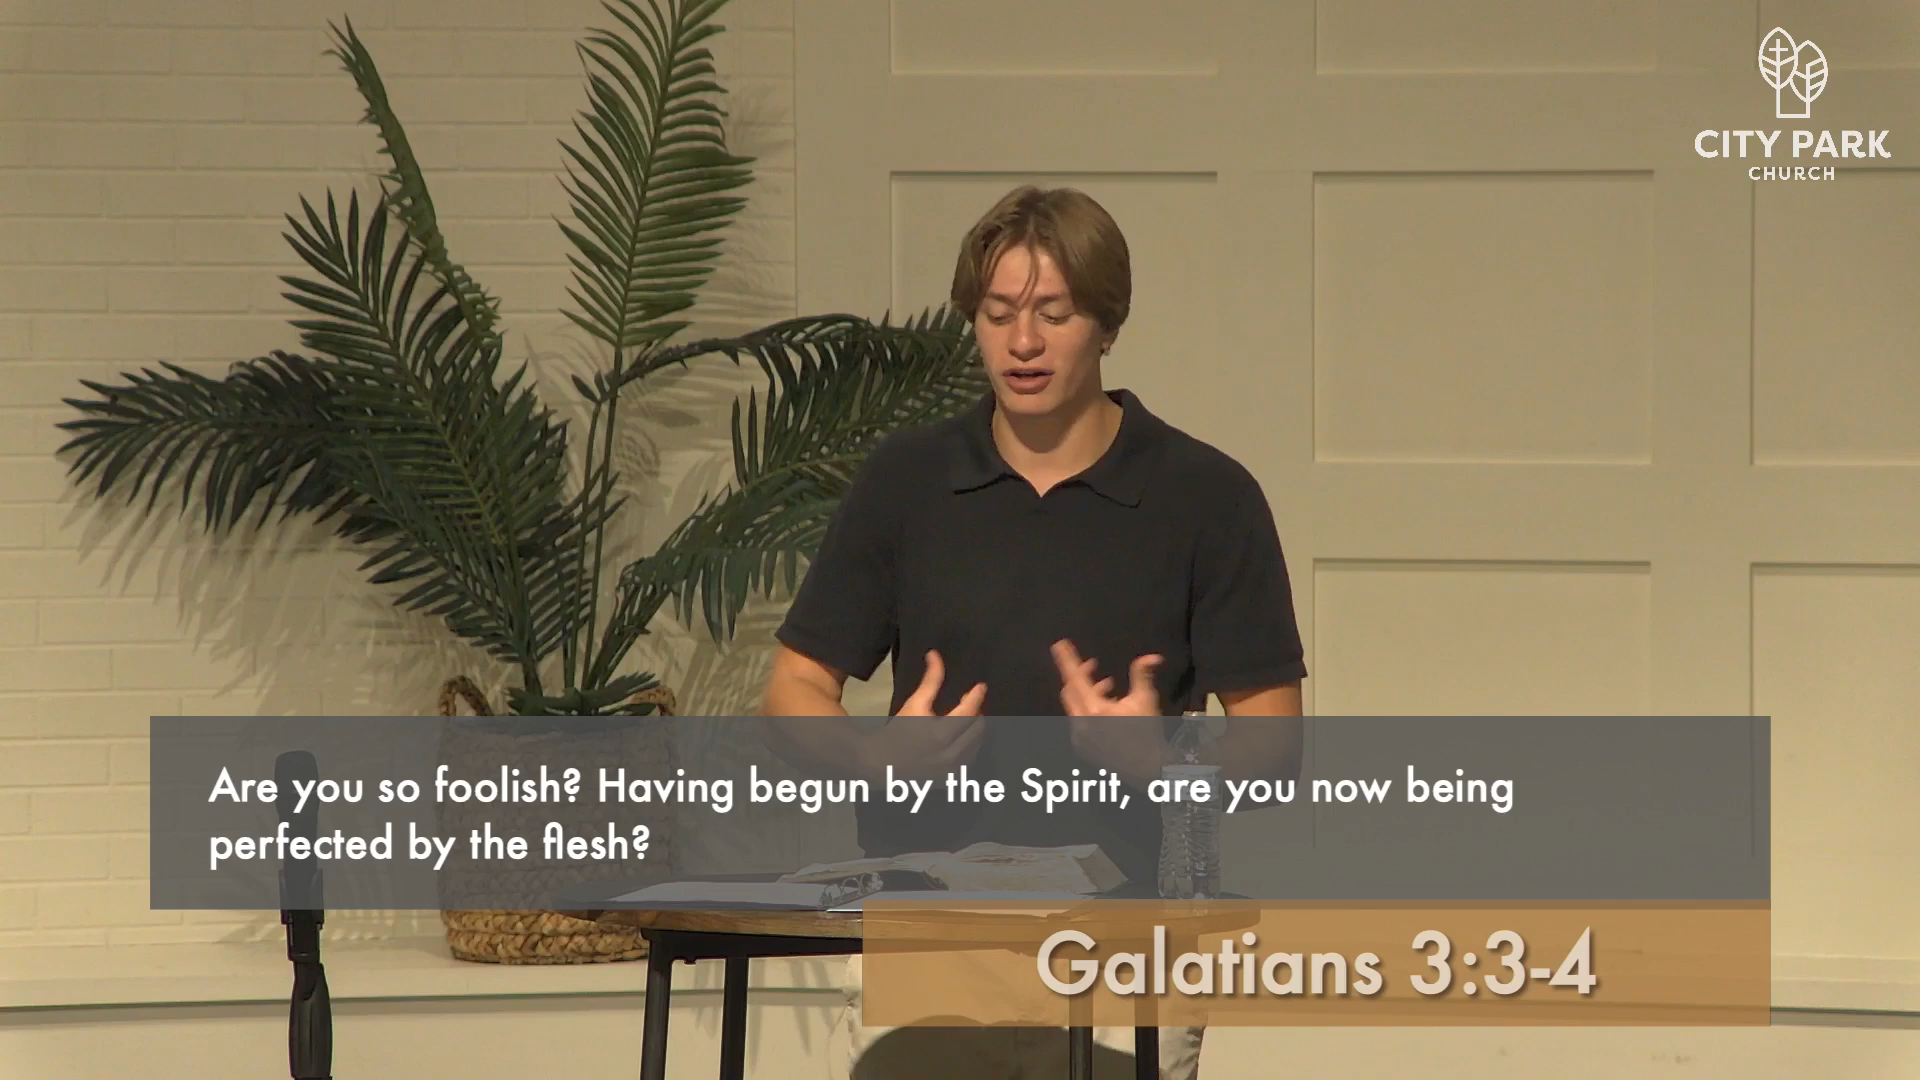 CITY PARK
CHURCH
Are you so foolish? Having begun by the Spirit, are you now being
perfected by the flesh?
Galatians 3:3-4